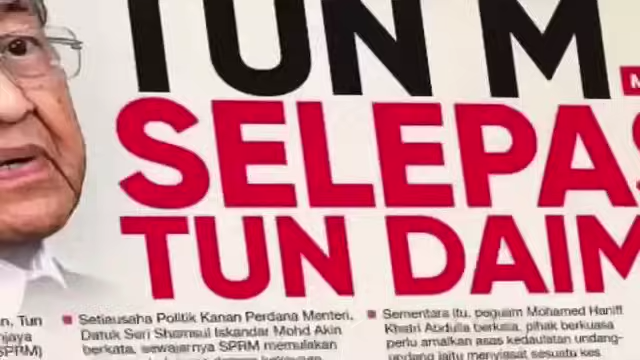 TUN M
SELEPAS
TUN DAIM
Setiausaha Politik Kanan Perdana Menteri,
Datuk Seri Shamsul Iskandar Mohd Akin
berkata, sewajarnya SPRM memulakan
Sementara itu, peguam Mohamed Haniff
Khatri Abdulla berkata, pihak berkuasa
perlu amalkan asas kedaulatan undang-
undang iaitu menyiasat sesuatu kes
n, Tun
njaya
SPRM)